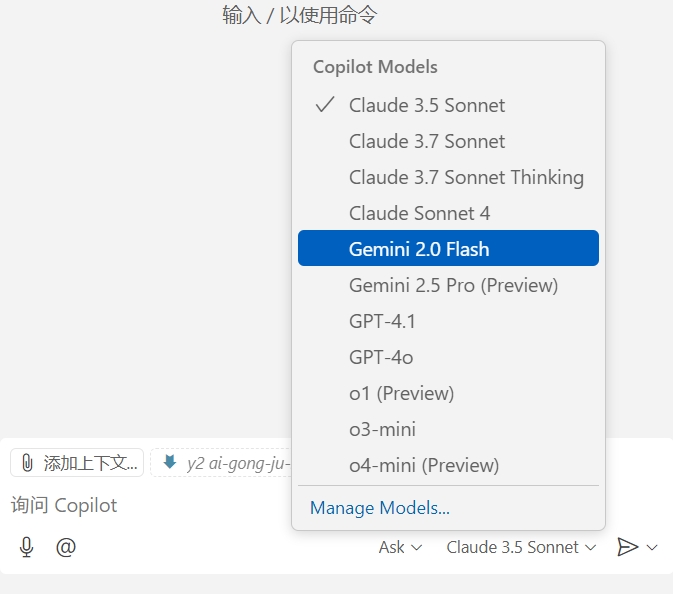 输入 / 以使用命令
Copilot Models
Claude 3.5 Sonnet
Claude 3.7 Sonnet
Claude 3.7 Sonnet Thinking
Claude Sonnet 4
Gemini 2.0 Flash
Gemini 2.5 Pro (Preview)
GPT-4.1
GPT-4o
o1 (Preview)
o3-mini
o4-mini (Preview)
Manage Models...
添加上下文... y2 ai-gong-ju-
询问 Copilot
@ Ask Claude 3.5 Sonnet